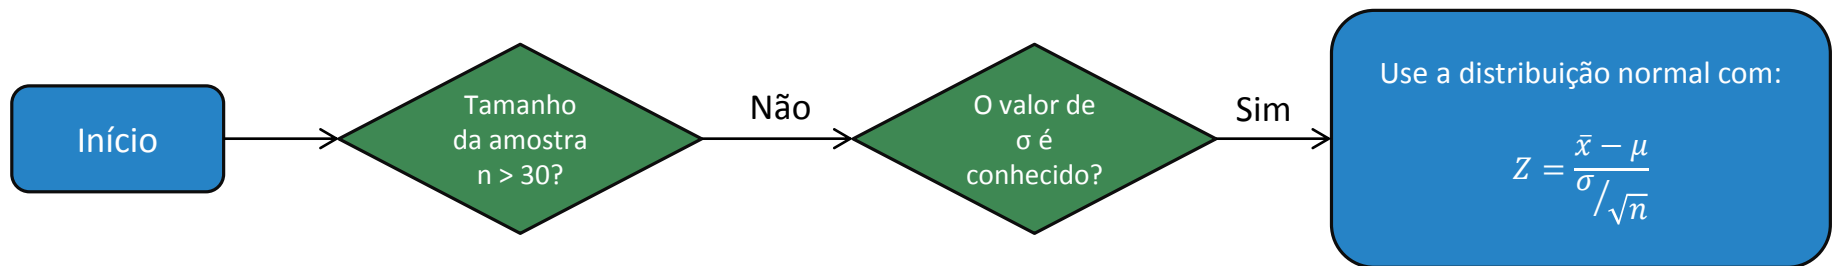 Início
Tamanho
da amostra
n > 30?
Não
O valor de
σ é
conhecido?
Sim
Use a distribuição normal com:
Z = (x̄ − μ) / (σ/√n)